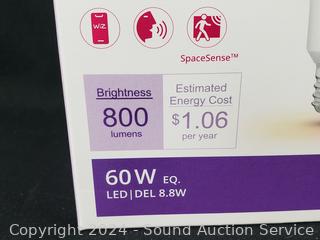 WiZ
SpaceSense™
Brightness
800
lumens
Estimated
Energy Cost
$1.06
per year
60W EQ.
LED | DEL 8.8W
Copyright 2024 - Sound Auction Service